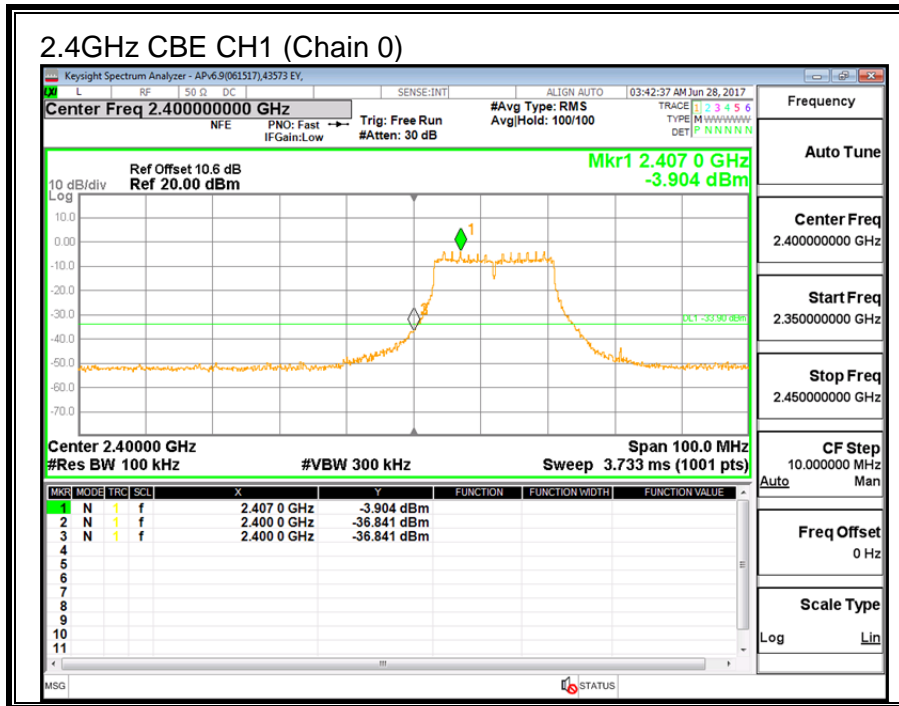 2.4GHz CBE CH1 (Chain 0)
Keysight Spectrum Analyzer - APv6.9(061517),43573 EY,
L RF 50 Ω DC SENSE:INT ALIGN AUTO 03:42:37 AM Jun 28, 2017
Center Freq 2.400000000 GHz
NFE PNO: Fast Trig: Free Run #Avg Type: RMS TRACE 1 2 3 4 5 6
IFGain:Low #Atten: 30 dB Avg|Hold: 100/100 TYPE M WWWWW
DET P N N N N N
Frequency
Auto Tune
Center Freq
2.400000000 GHz
Start Freq
2.350000000 GHz
Stop Freq
2.450000000 GHz
CF Step
10.000000 MHz
Auto Man
Freq Offset
0 Hz
Scale Type
Log Lin
Mkr1 2.407 0 GHz
-3.904 dBm
Ref Offset 10.6 dB
10 dB/div Ref 20.00 dBm
Log
10.0
0.00
-10.0
-20.0
-30.0
-40.0
-50.0
-60.0
-70.0
1
DL1 -33.90 dBm
Center 2.40000 GHz Span 100.0 MHz
#Res BW 100 kHz #VBW 300 kHz Sweep 3.733 ms (1001 pts)
MKR MODE TRC SCL X Y FUNCTION FUNCTION WIDTH FUNCTION VALUE
1 N 1 f 2.407 0 GHz -3.904 dBm
2 N 1 f 2.400 0 GHz -36.841 dBm
3 N 1 f 2.400 0 GHz -36.841 dBm
4
5
6
7
8
9
10
11
MSG STATUS